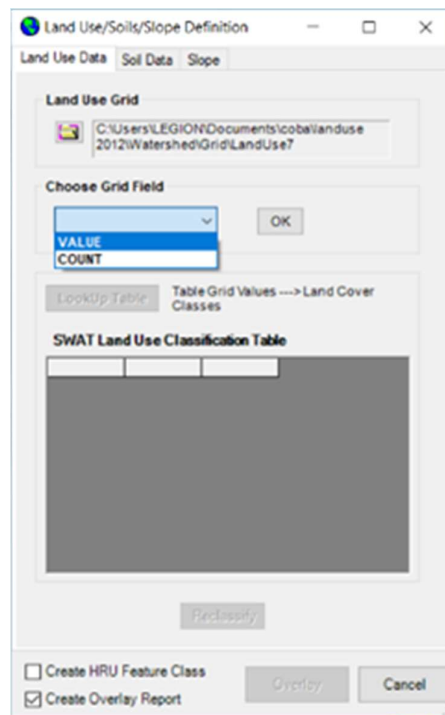 Land Use/Soils/Slope Definition
Land Use Data Soil Data Slope
Land Use Grid
C:\Users\LEGION\Documents\coba\landuse
2012\Watershed\Grid\LandUse7
Choose Grid Field
OK
VALUE
COUNT
LookUp Table
Table Grid Values ---> Land Cover
Classes
SWAT Land Use Classification Table
Reclassify
Create HRU Feature Class
Create Overlay Report
Overlay
Cancel